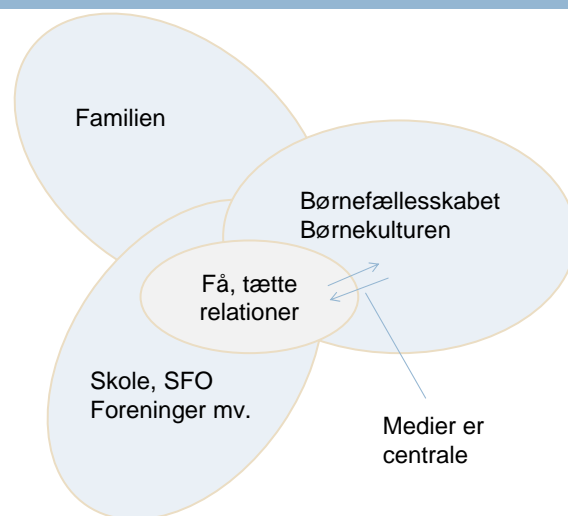 Familien
Børnefællesskabet
Børnekulturen
Få, tætte
relationer
Skole, SFO
Foreninger mv.
Medier er
centrale